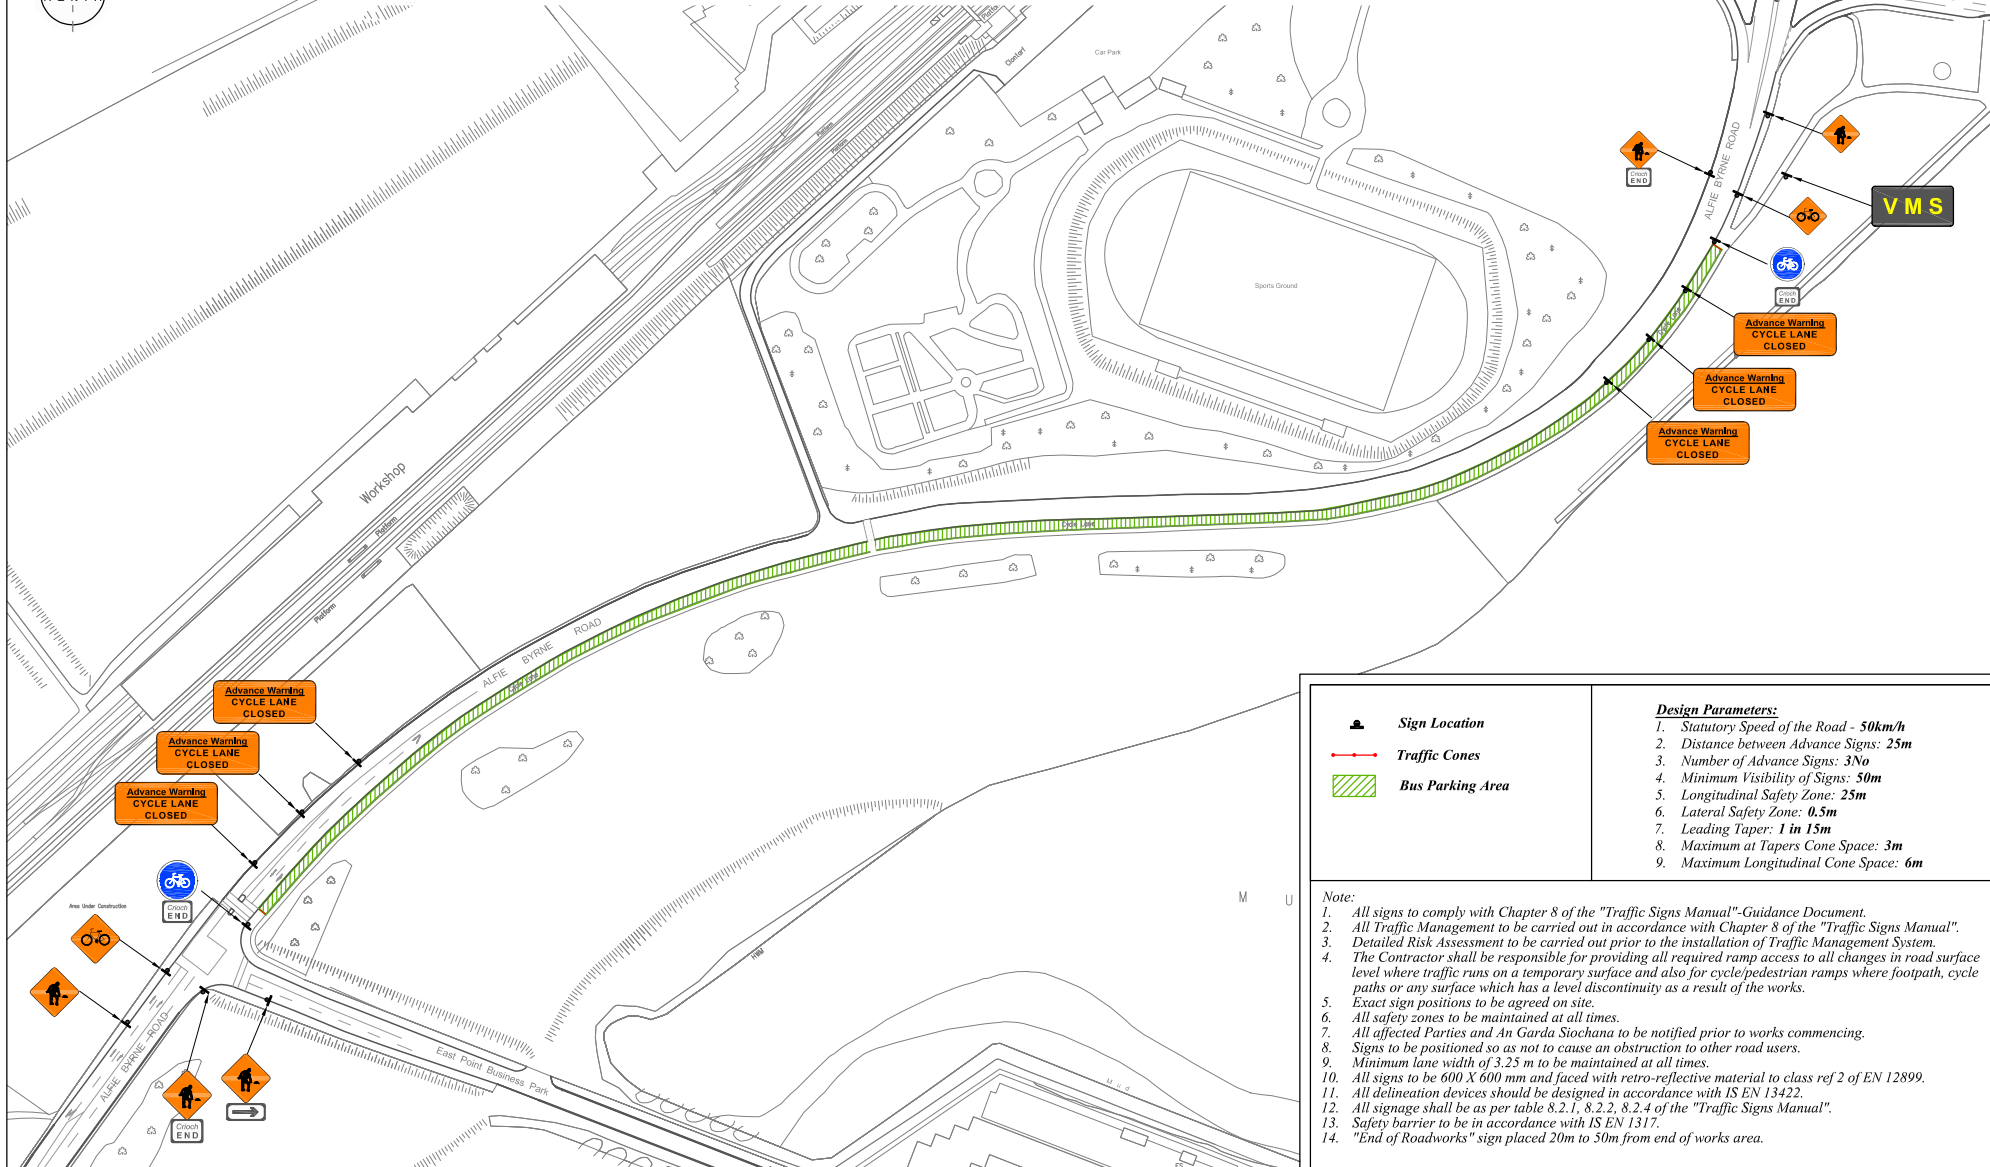 Clontarf
Platform
Car Park
Platform
Platform
ALFIE BYRNE ROAD
Crioch
END
VMS
Crioch
END
Sports Ground
Cycle Lane
Advance Warning
CYCLE LANE
CLOSED
Advance Warning
CYCLE LANE
CLOSED
Advance Warning
CYCLE LANE
CLOSED
Workshop
Platform
Platform
Cycle Lane
ALFIE BYRNE ROAD
Cycle Lane
Advance Warning
CYCLE LANE
CLOSED
Advance Warning
CYCLE LANE
CLOSED
Advance Warning
CYCLE LANE
CLOSED
Crioch
END
Area Under Construction
ALFIE BYRNE ROAD
East Point Business Park
Crioch
END
HWM
M U
Mud
Sign Location
Traffic Cones
Bus Parking Area
Design Parameters:
1. Statutory Speed of the Road - 50km/h
2. Distance between Advance Signs: 25m
3. Number of Advance Signs: 3No
4. Minimum Visibility of Signs: 50m
5. Longitudinal Safety Zone: 25m
6. Lateral Safety Zone: 0.5m
7. Leading Taper: 1 in 15m
8. Maximum at Tapers Cone Space: 3m
9. Maximum Longitudinal Cone Space: 6m
Note:
1. All signs to comply with Chapter 8 of the "Traffic Signs Manual"-Guidance Document.
2. All Traffic Management to be carried out in accordance with Chapter 8 of the "Traffic Signs Manual".
3. Detailed Risk Assessment to be carried out prior to the installation of Traffic Management System.
4. The Contractor shall be responsible for providing all required ramp access to all changes in road surface
level where traffic runs on a temporary surface and also for cycle/pedestrian ramps where footpath, cycle
paths or any surface which has a level discontinuity as a result of the works.
5. Exact sign positions to be agreed on site.
6. All safety zones to be maintained at all times.
7. All affected Parties and An Garda Siochana to be notified prior to works commencing.
8. Signs to be positioned so as not to cause an obstruction to other road users.
9. Minimum lane width of 3.25 m to be maintained at all times.
10. All signs to be 600 X 600 mm and faced with retro-reflective material to class ref 2 of EN 12899.
11. All delineation devices should be designed in accordance with IS EN 13422.
12. All signage shall be as per table 8.2.1, 8.2.2, 8.2.4 of the "Traffic Signs Manual".
13. Safety barrier to be in accordance with IS EN 1317.
14. "End of Roadworks" sign placed 20m to 50m from end of works area.